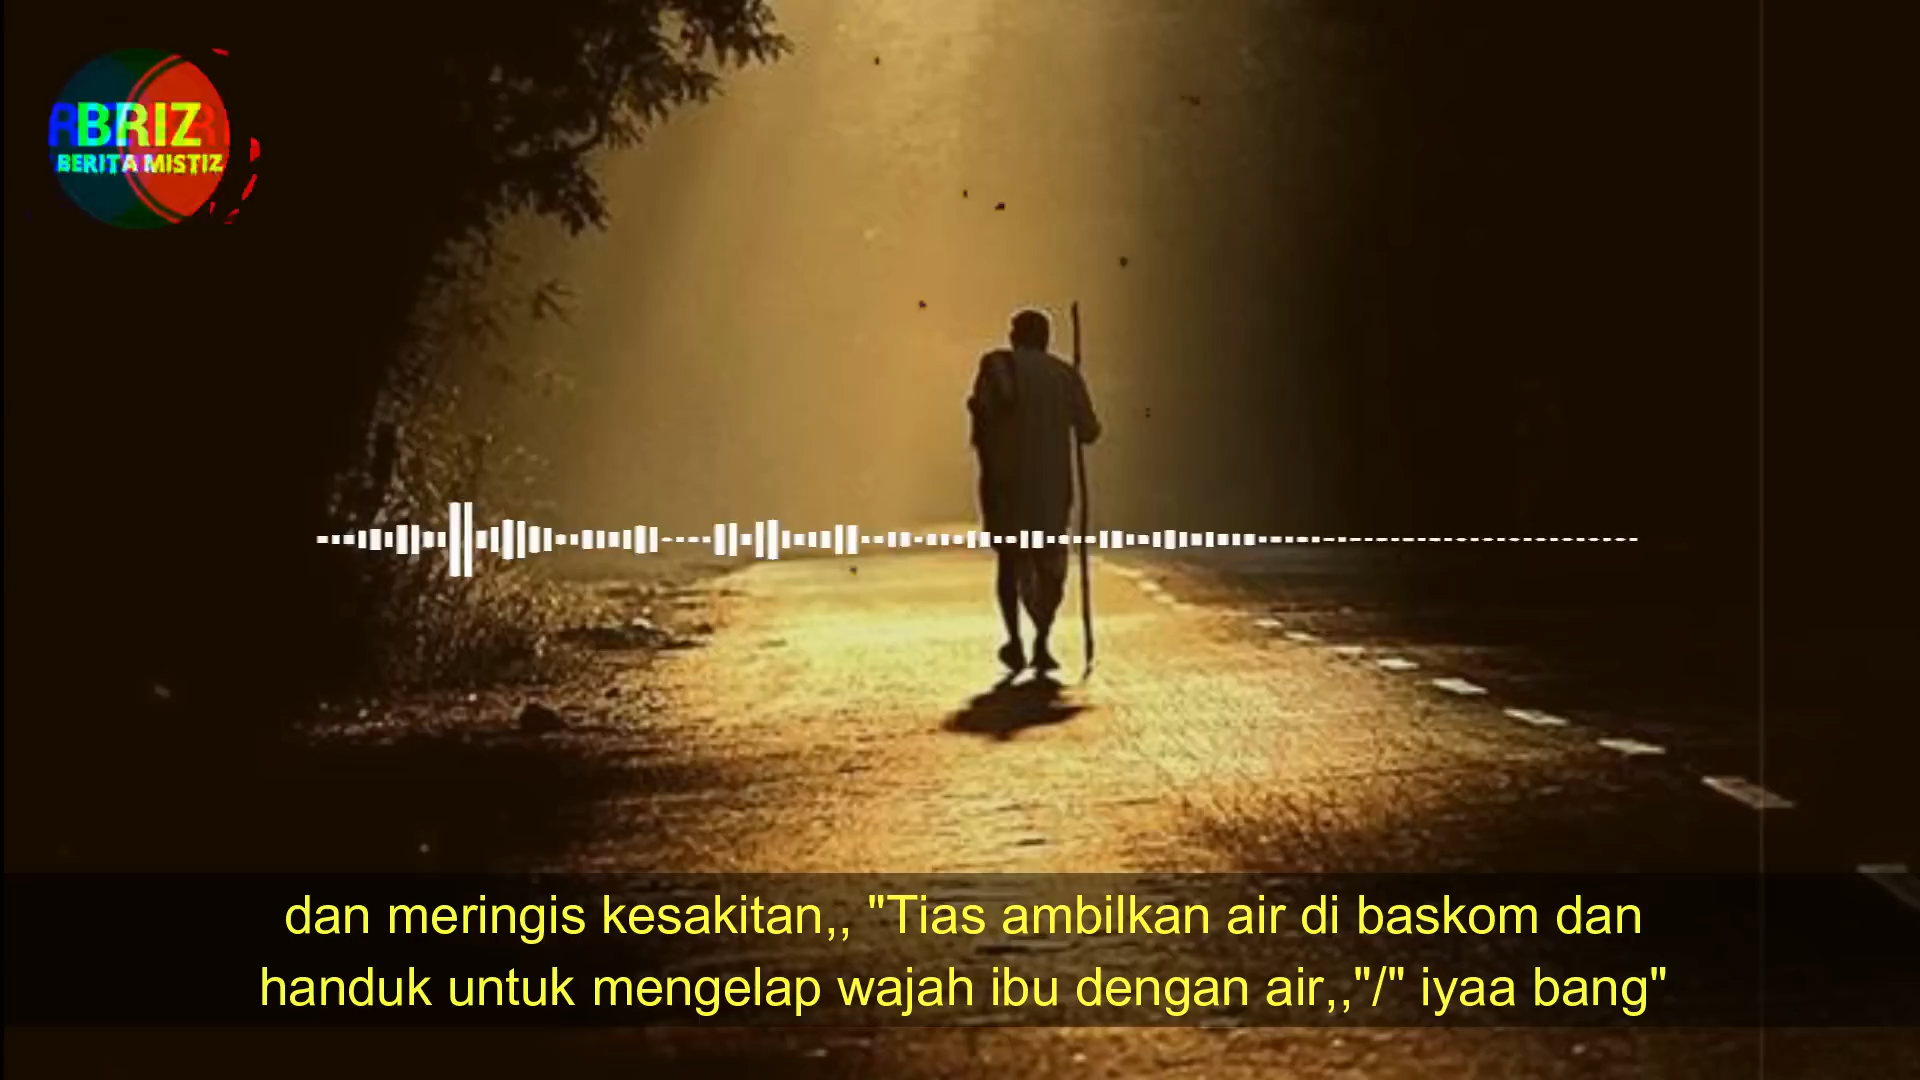 BRIZ
BERITA MISTIZ
dan meringis kesakitan,, "Tias ambilkan air di baskom dan
handuk untuk mengelap wajah ibu dengan air,,"/" iyaa bang"